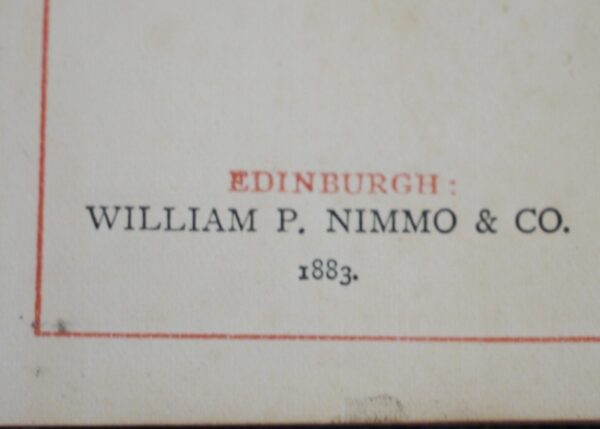 EDINBURGH:
WILLIAM P. NIMMO & CO.
1883.